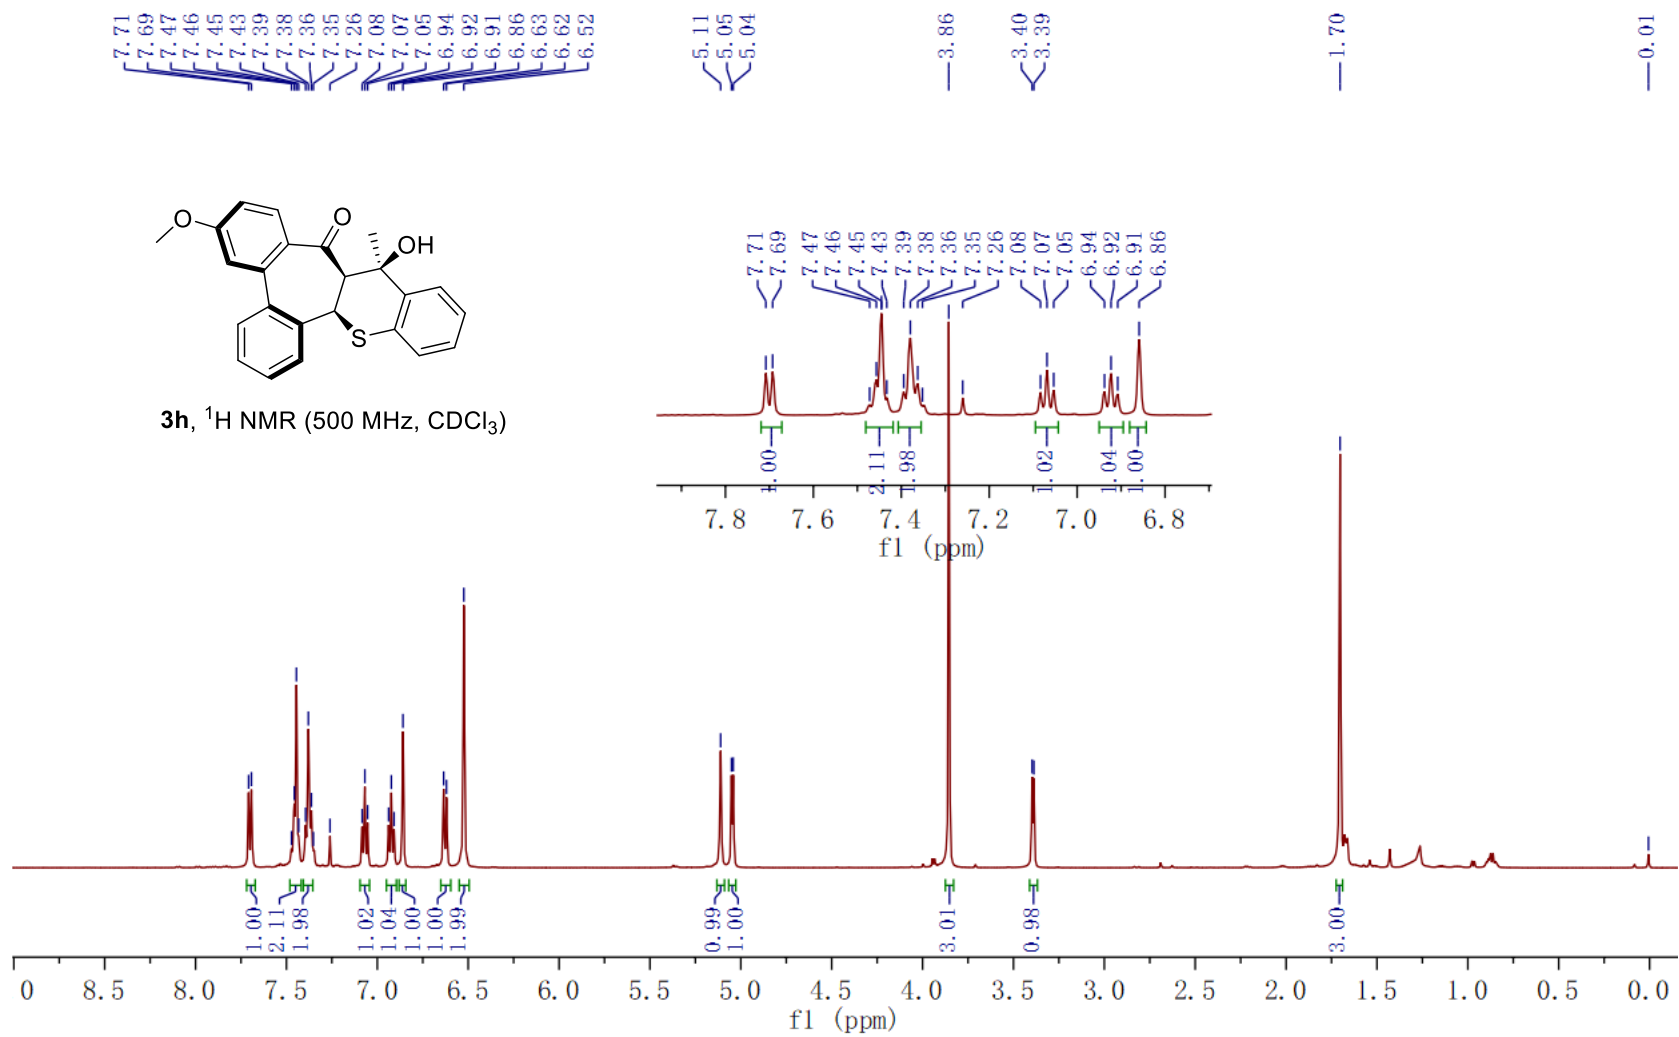 7.71 7.69 7.47 7.46 7.45 7.43 7.39 7.38 7.36 7.35 7.26 7.08 7.07 7.05 6.94 6.92 6.91 6.86 6.63 6.62 6.52 5.11 5.05 5.04 3.86 3.40 3.39 1.70 0.01
O O OH S
3h, ¹H NMR (500 MHz, CDCl₃)
7.71 7.69 7.47 7.46 7.45 7.43 7.39 7.38 7.36 7.35 7.26 7.08 7.07 7.05 6.94 6.92 6.91 6.86
1.00 2.11 1.98 1.02 1.04 1.00
7.8 7.6 7.4 7.2 7.0 6.8
f1 (ppm)
1.00 2.11 1.98 1.02 1.04 1.00 1.00 1.99 0.99 1.00 3.01 0.98 3.00
0 8.5 8.0 7.5 7.0 6.5 6.0 5.5 5.0 4.5 4.0 3.5 3.0 2.5 2.0 1.5 1.0 0.5 0.0
f1 (ppm)